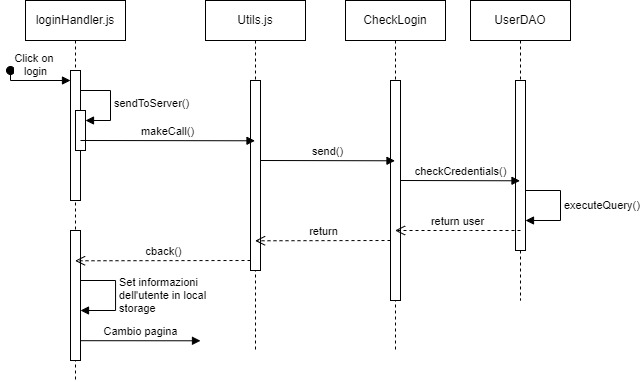 loginHandler.js
Utils.js
CheckLogin
UserDAO
Click on
login
sendToServer()
makeCall()
send()
checkCredentials()
executeQuery()
return user
return
cback()
Set informazioni
dell'utente in local
storage
Cambio pagina